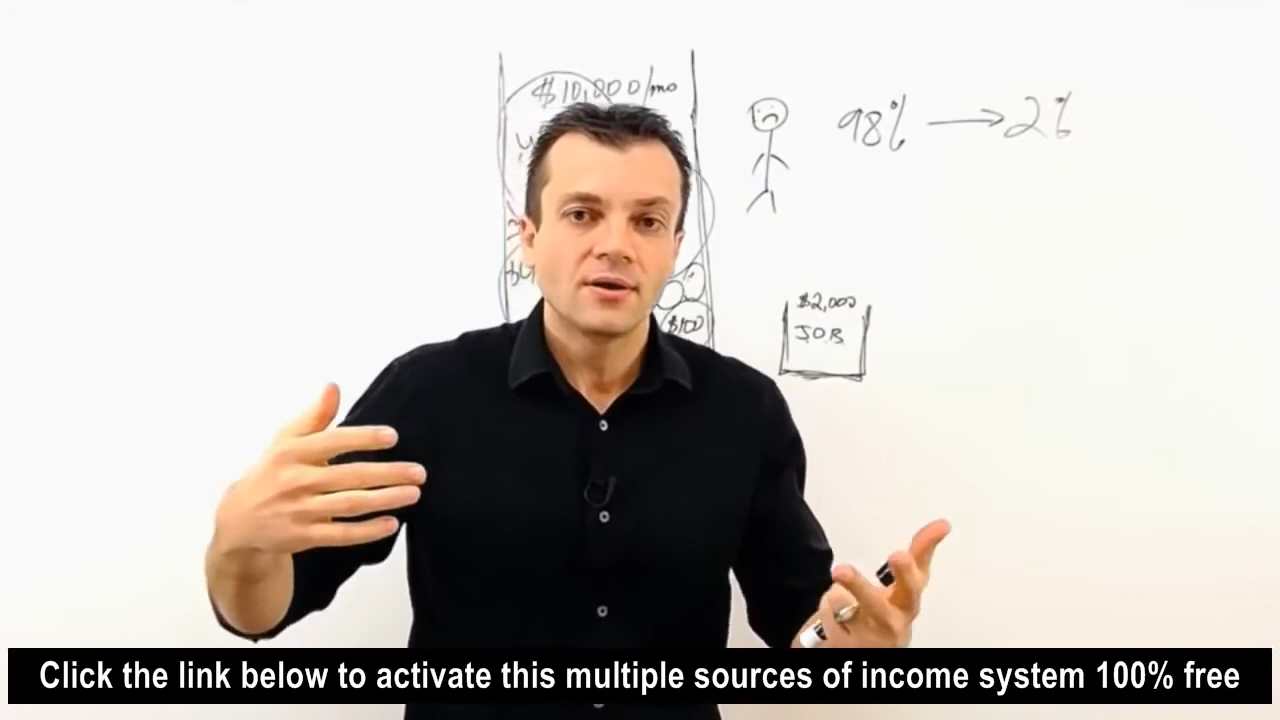 $10,000/mo
98% → 2%
$100
$2,000
JOB
Click the link below to activate this multiple sources of income system 100% free